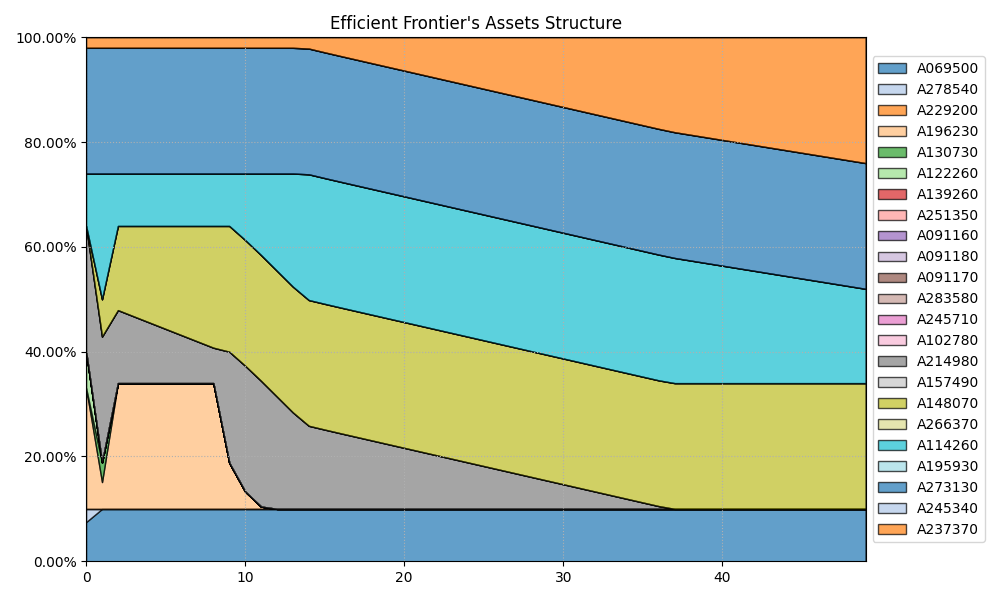 Efficient Frontier's Assets Structure
100.00%
80.00%
60.00%
40.00%
20.00%
0.00%
0
10
20
30
40
A069500
A278540
A229200
A196230
A130730
A122260
A139260
A251350
A091160
A091180
A091170
A283580
A245710
A102780
A214980
A157490
A148070
A266370
A114260
A195930
A273130
A245340
A237370